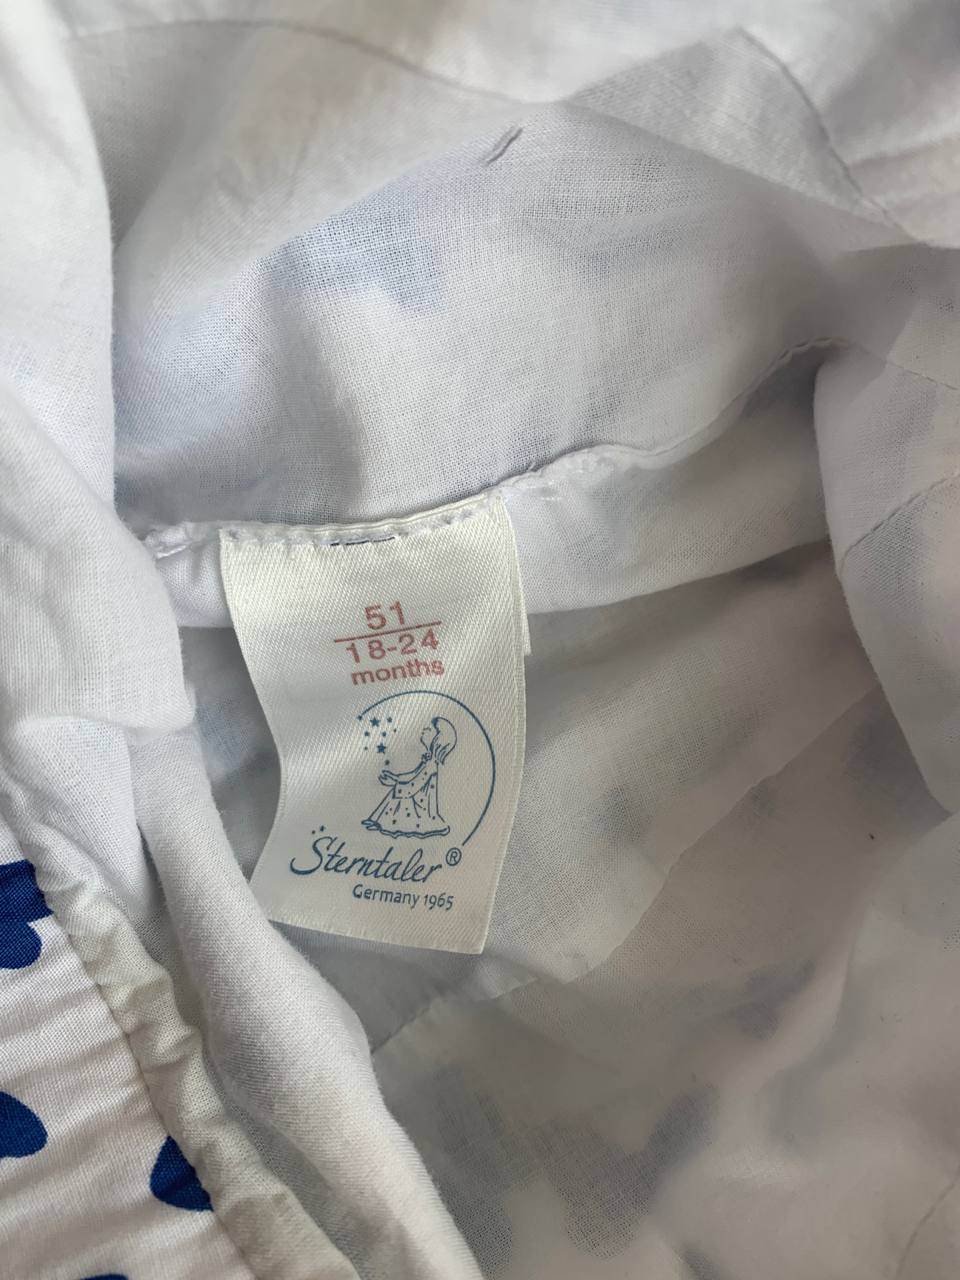 51
18-24
months
Sterntaler®
Germany 1965